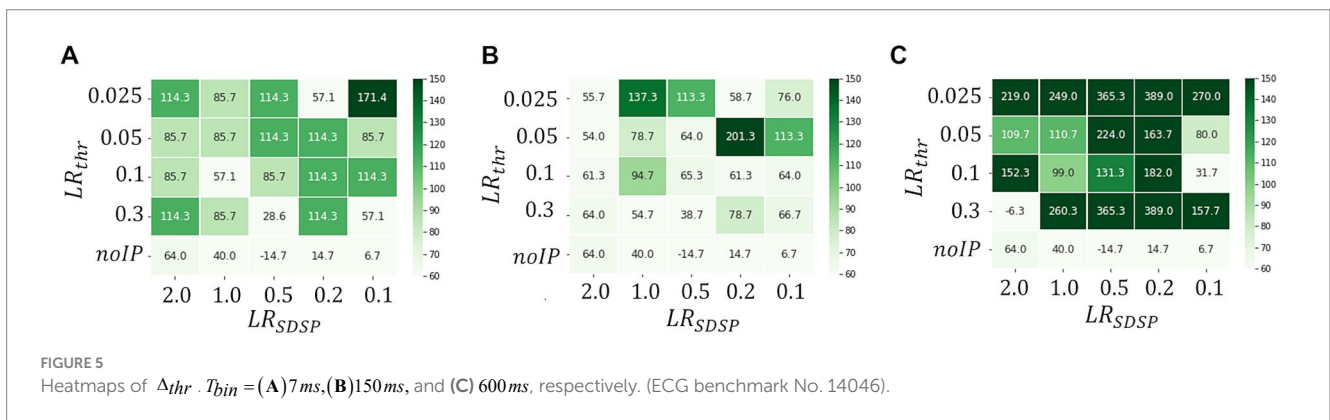 A
B
C
0.025 114.3 85.7 114.3 57.1 171.4
0.05 85.7 85.7 114.3 114.3 85.7
0.1 85.7 57.1 85.7 114.3 114.3
0.3 114.3 85.7 28.6 114.3 57.1
noIP 64.0 40.0 -14.7 14.7 6.7
2.0 1.0 0.5 0.2 0.1
LR_thr
LR_SDSP
150
140
130
120
110
100
90
80
70
60
0.025 55.7 137.3 113.3 58.7 76.0
0.05 54.0 78.7 64.0 201.3 113.3
0.1 61.3 94.7 65.3 61.3 64.0
0.3 64.0 54.7 38.7 78.7 66.7
noIP 64.0 40.0 -14.7 14.7 6.7
2.0 1.0 0.5 0.2 0.1
LR_thr
LR_SDSP
150
140
130
120
110
100
90
80
70
60
0.025 219.0 249.0 365.3 389.0 270.0
0.05 109.7 110.7 224.0 163.7 80.0
0.1 152.3 99.0 131.3 182.0 31.7
0.3 -6.3 260.3 365.3 389.0 157.7
noIP 64.0 40.0 -14.7 14.7 6.7
2.0 1.0 0.5 0.2 0.1
LR_thr
LR_SDSP
150
140
130
120
110
100
90
80
70
60
FIGURE 5
Heatmaps of Δ_thr . T_bin = (A) 7 ms, (B) 150 ms, and (C) 600 ms, respectively. (ECG benchmark No. 14046).